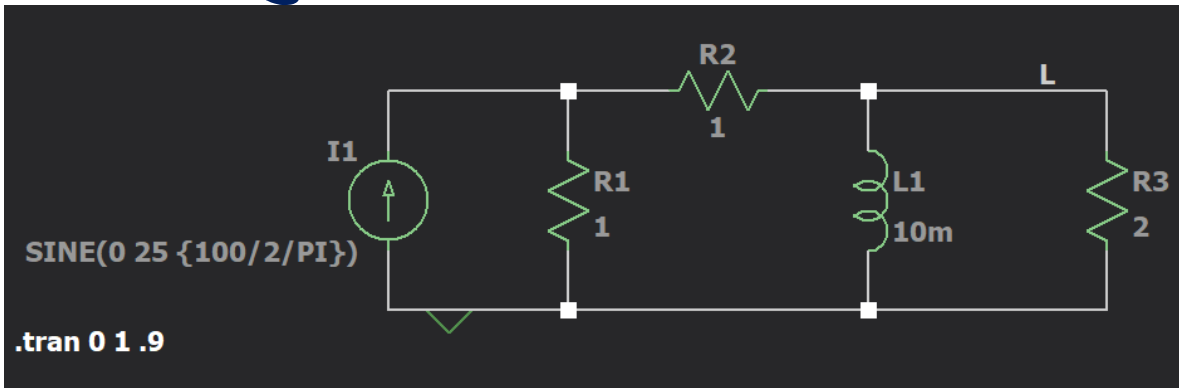 R2
L
1
I1
R1
L1
R3
1
10m
2
SINE(0 25 {100/2/PI})
.tran 0 1 .9